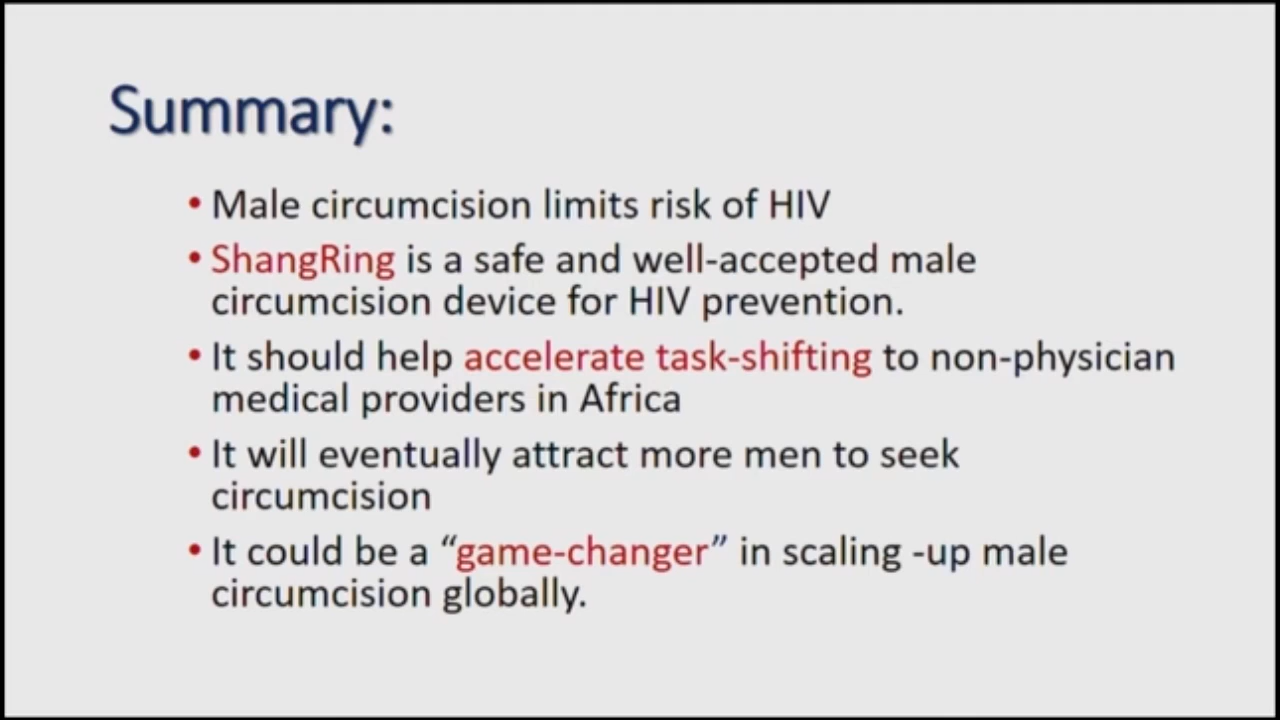 Summary:
• Male circumcision limits risk of HIV
• ShangRing is a safe and well-accepted male
circumcision device for HIV prevention.
• It should help accelerate task-shifting to non-physician
medical providers in Africa
• It will eventually attract more men to seek
circumcision
• It could be a “game-changer” in scaling -up male
circumcision globally.